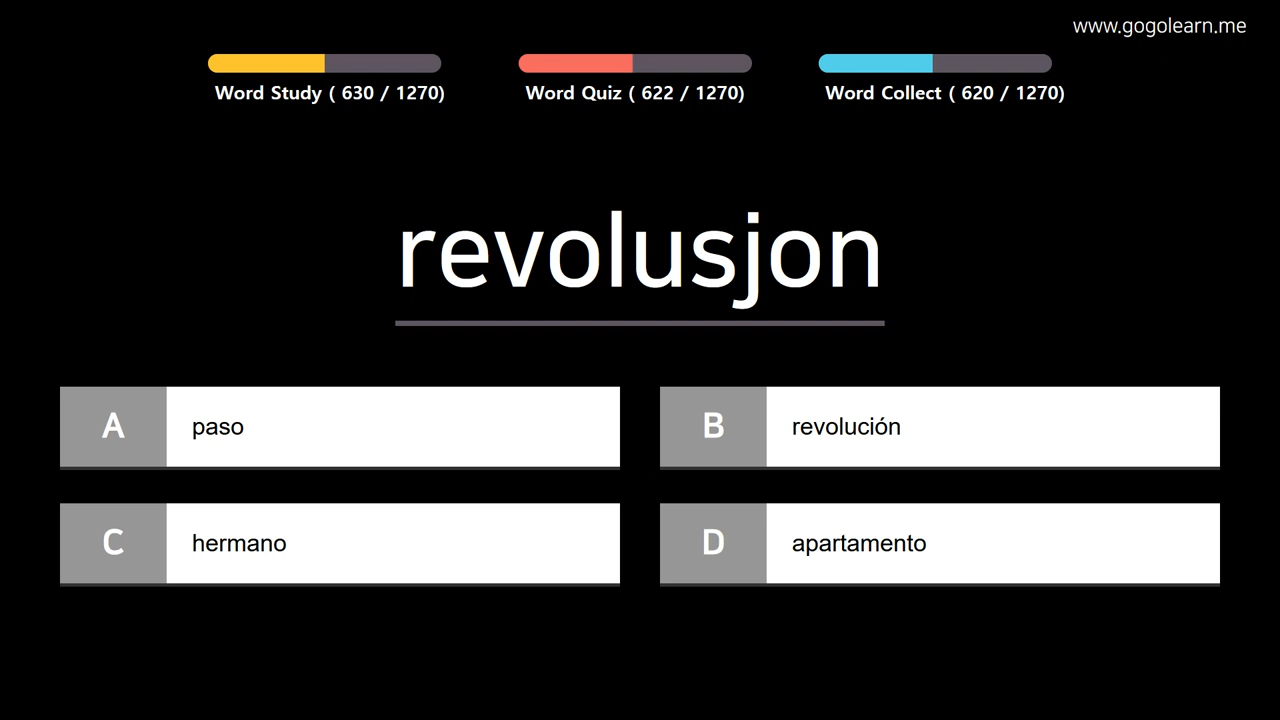 www.gogolearn.me
Word Study ( 630 / 1270)
Word Quiz ( 622 / 1270)
Word Collect ( 620 / 1270)
revolusjon
A paso
B revolución
C hermano
D apartamento